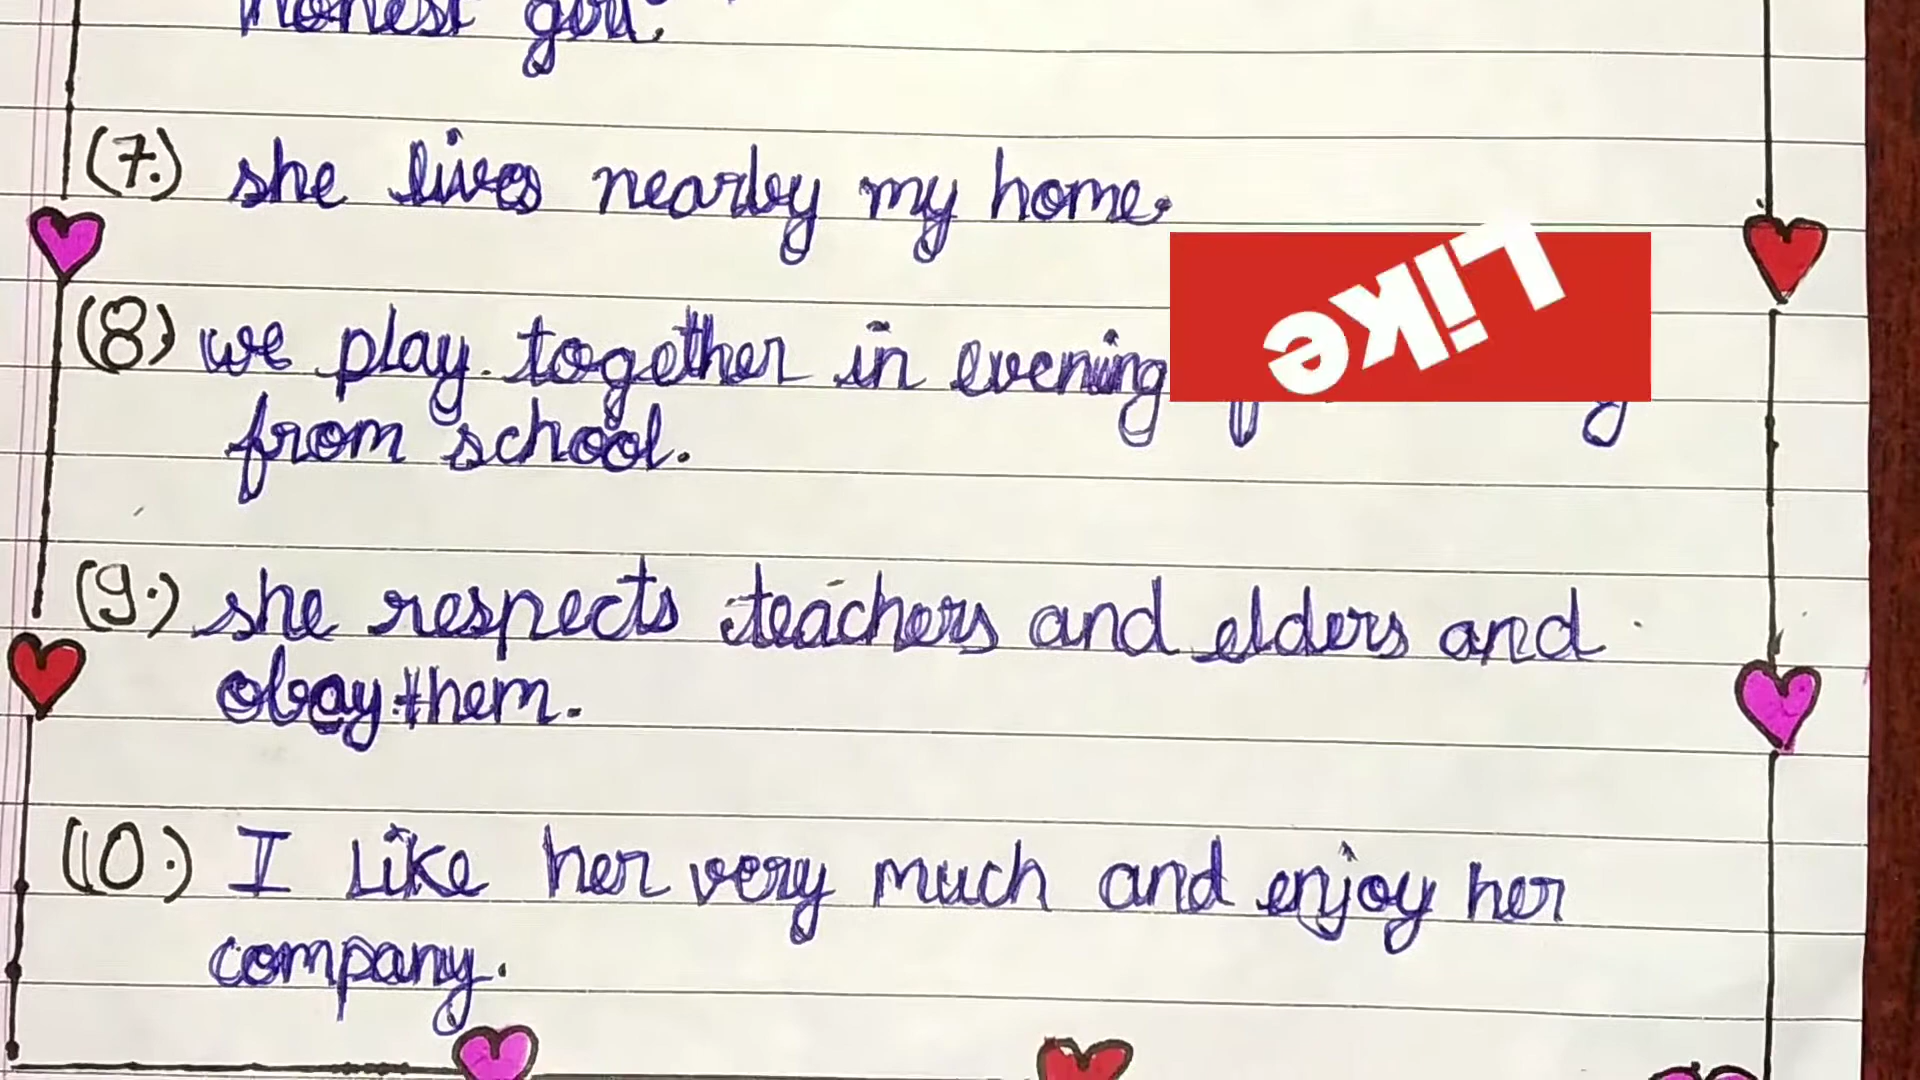 honest girl.
(7.) she lives nearby my home.
Like
(8) we play together in evening
from school.
(9.) she respects teachers and elders and
obay them.
(10.) I Like her very much and enjoy her
company.